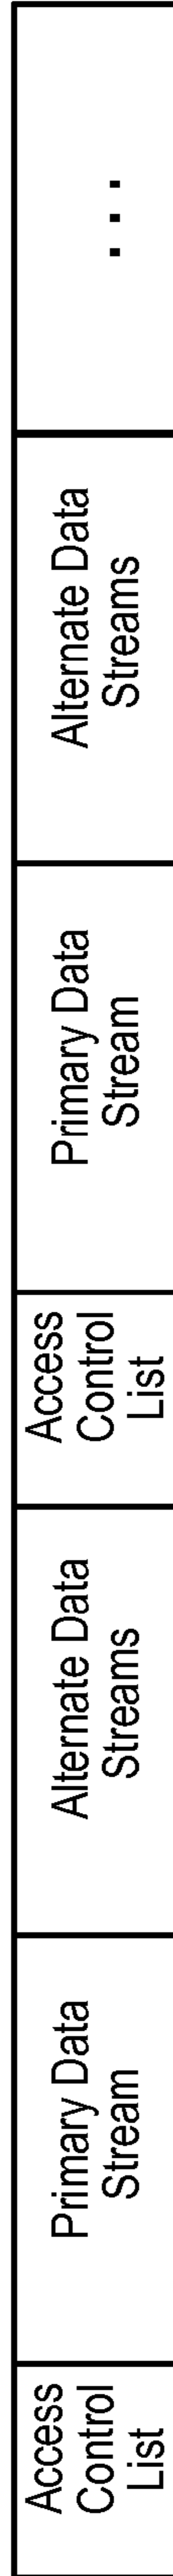 Access
Control
List
Primary Data
Stream
Alternate Data
Streams
Access
Control
List
Primary Data
Stream
Alternate Data
Streams
...